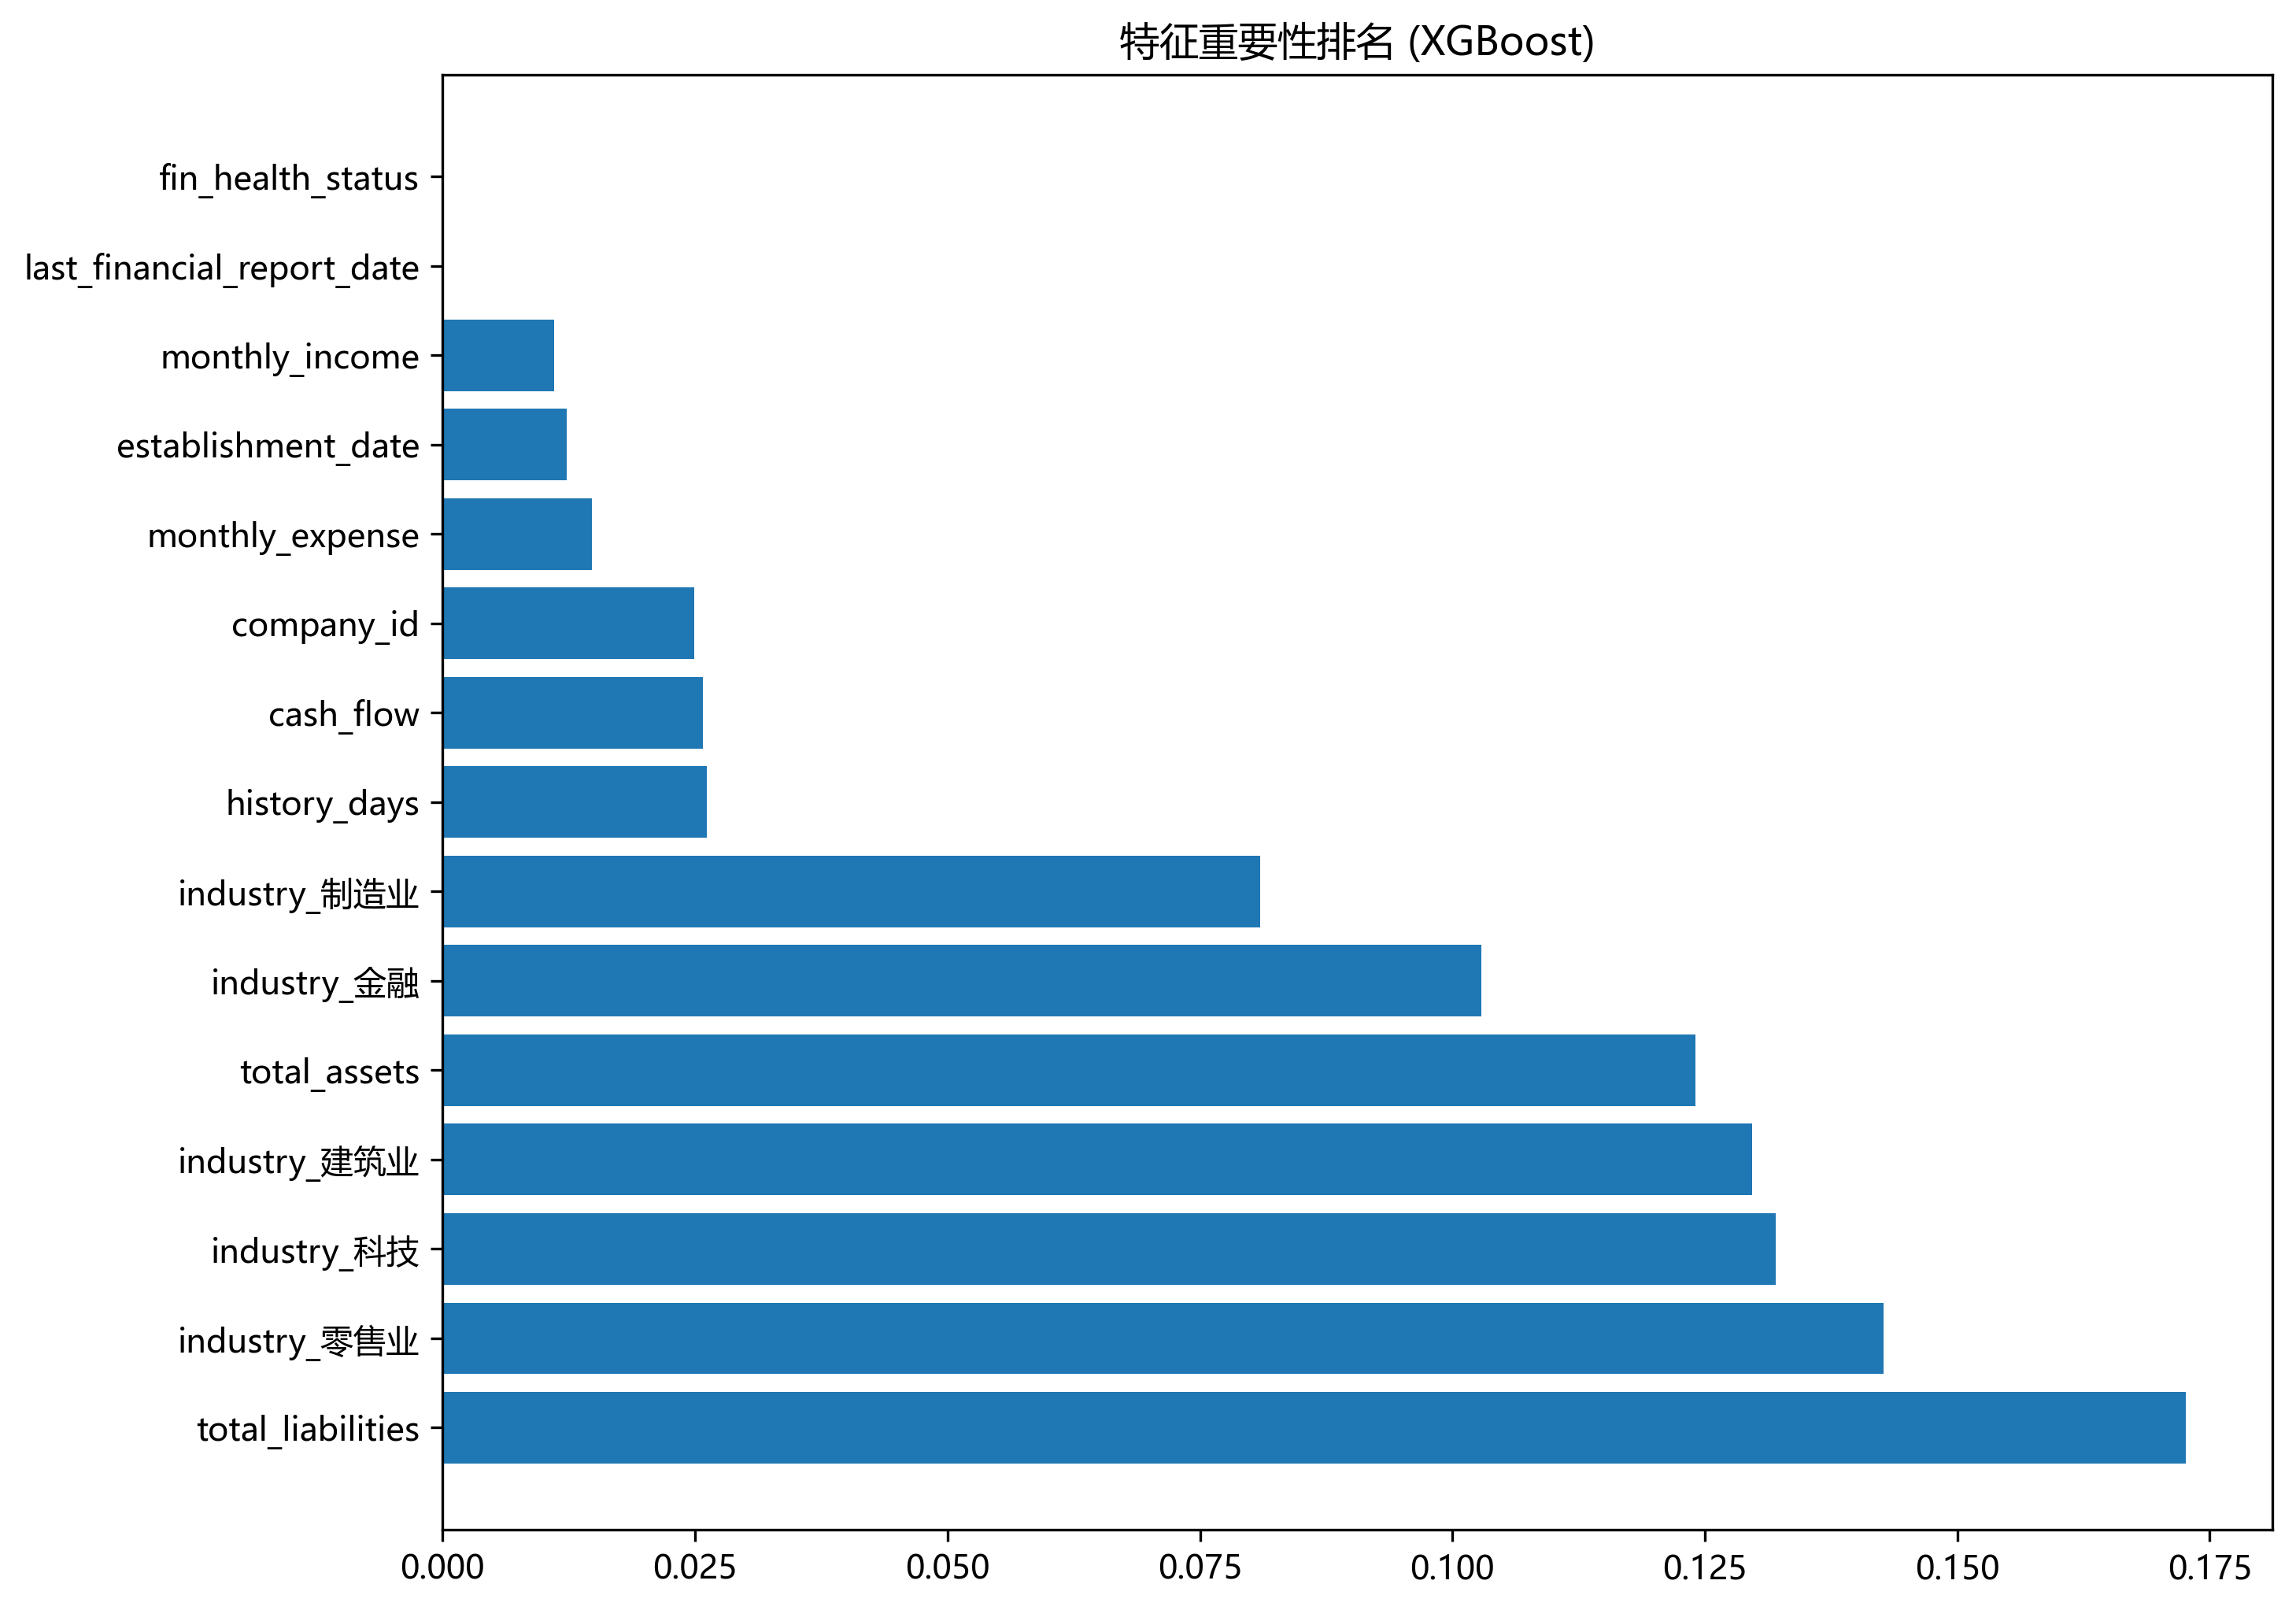 特征重要性排名 (XGBoost)
fin_health_status
last_financial_report_date
monthly_income
establishment_date
monthly_expense
company_id
cash_flow
history_days
industry_制造业
industry_金融
total_assets
industry_建筑业
industry_科技
industry_零售业
total_liabilities
0.000 0.025 0.050 0.075 0.100 0.125 0.150 0.175